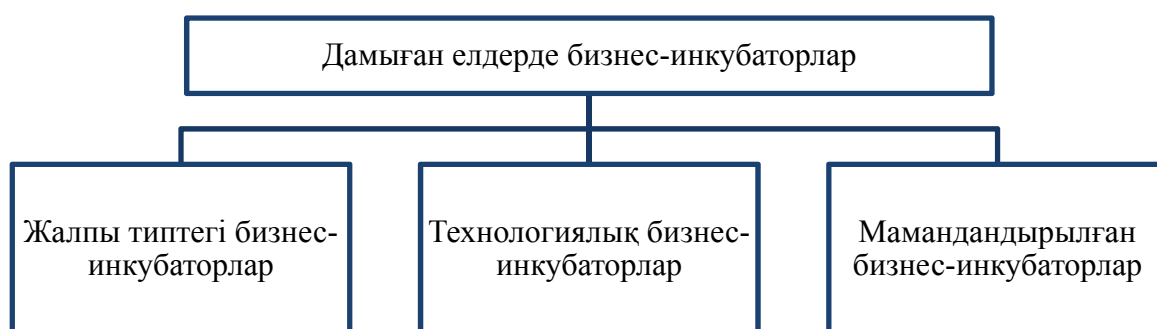 Дамыған елдерде бизнес-инкубаторлар
Жалпы типтегі бизнес-
инкубаторлар
Технологиялық бизнес-
инкубаторлар
Мамандандырылған
бизнес-инкубаторлар